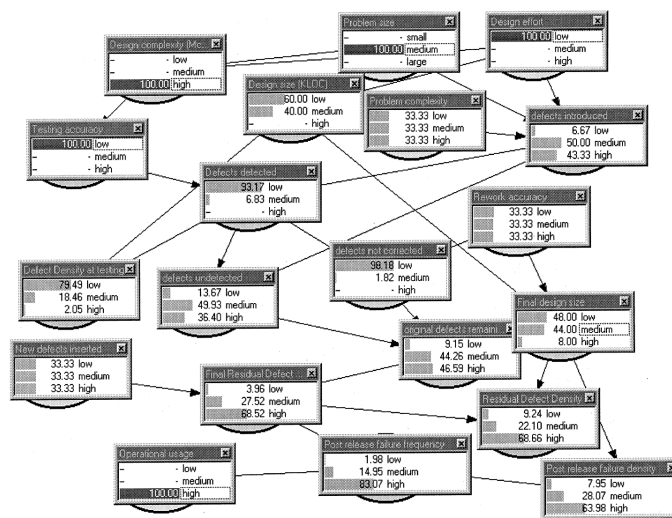 Problem size
- small
100.00 medium
- large
Design effort
100.00 low
- medium
- high
Design complexity (Mc...
- low
- medium
100.00 high
Design size (KLOC)
60.00 low
40.00 medium
- high
Problem complexity
33.33 low
33.33 medium
33.33 high
defects introduced
6.67 low
50.00 medium
43.33 high
Testing accuracy
100.00 low
- medium
- high
Defects detected
93.17 low
6.83 medium
- high
Rework accuracy
33.33 low
33.33 medium
33.33 high
Defect Density at testing
79.49 low
18.46 medium
2.05 high
defects undetected
13.67 low
49.93 medium
36.40 high
defects not corrected
98.18 low
1.82 medium
- high
Final design size
48.00 low
44.00 medium
8.00 high
original defects remaini...
9.15 low
44.26 medium
46.59 high
New defects inserted
33.33 low
33.33 medium
33.33 high
Final Residual Defect ...
3.96 low
27.52 medium
68.52 high
Residual Defect Density
9.24 low
22.10 medium
68.66 high
Operational usage
- low
- medium
100.00 high
Post release failure frequency
1.98 low
14.95 medium
83.07 high
Post release failure density
7.95 low
28.07 medium
63.98 high